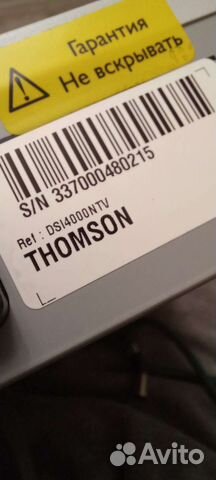 Гарантия
Не вскрывать
S/N 337000480215
Ref : DSI4000NTV
THOMSON
Avito